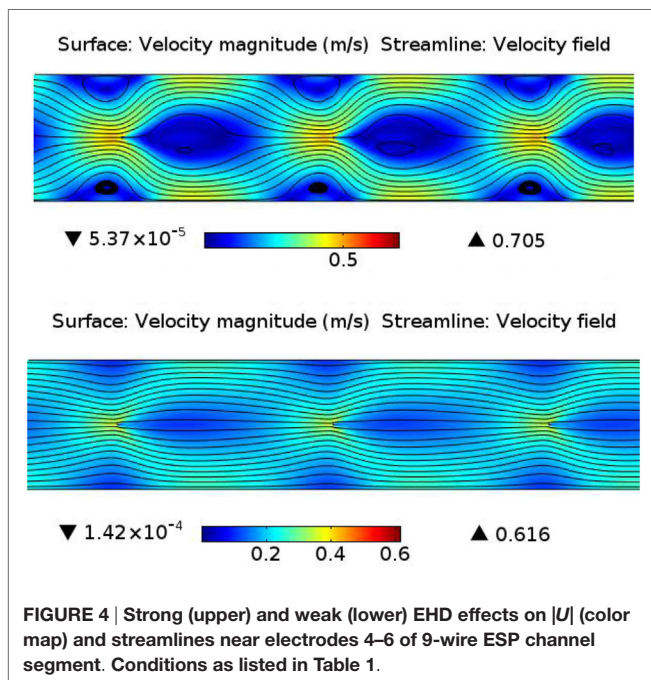 Surface: Velocity magnitude (m/s) Streamline: Velocity field
▼ 5.37×10⁻⁵ 0.5 ▲ 0.705
Surface: Velocity magnitude (m/s) Streamline: Velocity field
▼ 1.42×10⁻⁴ 0.2 0.4 0.6 ▲ 0.616
FIGURE 4 | Strong (upper) and weak (lower) EHD effects on |U| (color
map) and streamlines near electrodes 4–6 of 9-wire ESP channel
segment. Conditions as listed in Table 1.